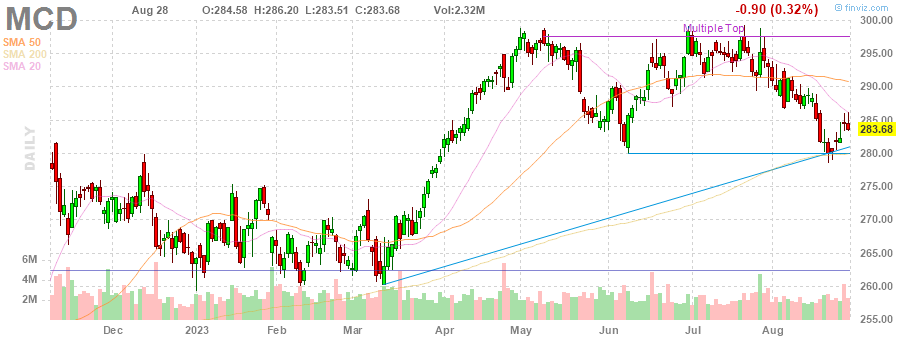 MCD Aug 28 O:284.58 H:286.20 L:283.51 C:283.68 Vol:2.32M -0.90 (0.32%) © finviz.com
SMA 50
SMA 200
SMA 20
DAILY
Multiple Top
300.00
295.00
290.00
285.00
283.68
280.00
275.00
270.00
265.00
260.00
255.00
6M
4M
2M
Dec 2023 Feb Mar Apr May Jun Jul Aug